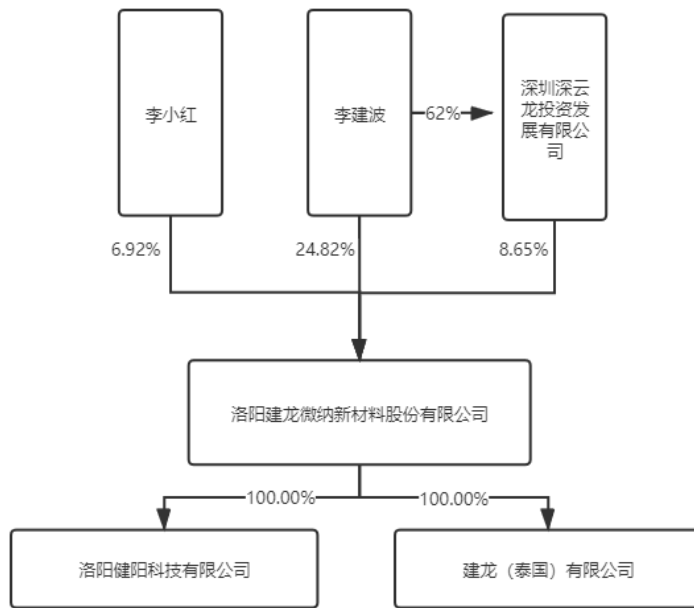 李小红
李建波
62%
深圳深云
龙投资发
展有限公
司
6.92%
24.82%
8.65%
洛阳建龙微纳新材料股份有限公司
100.00%
100.00%
洛阳健阳科技有限公司
建龙（泰国）有限公司